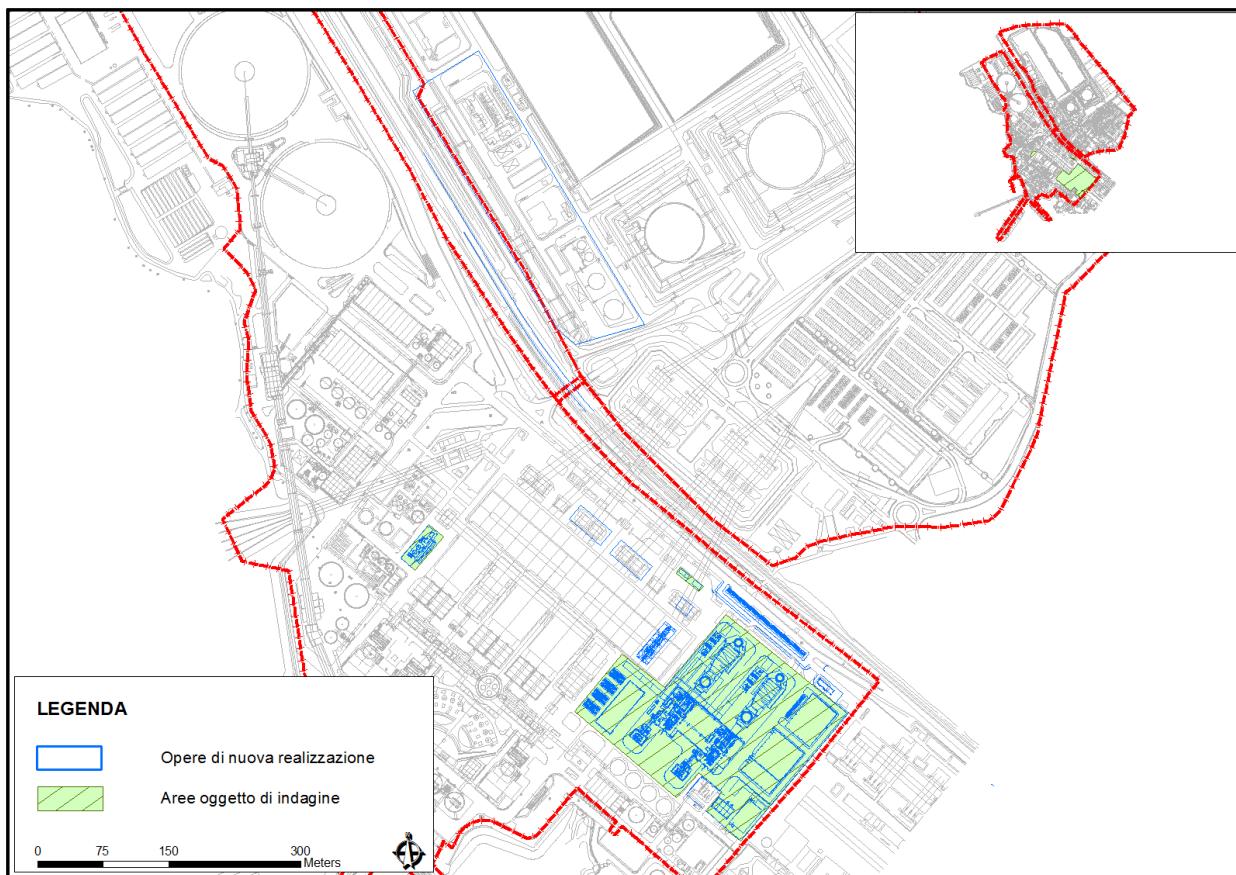 LEGENDA
Opere di nuova realizzazione
Aree oggetto di indagine
0 75 150 300
Meters